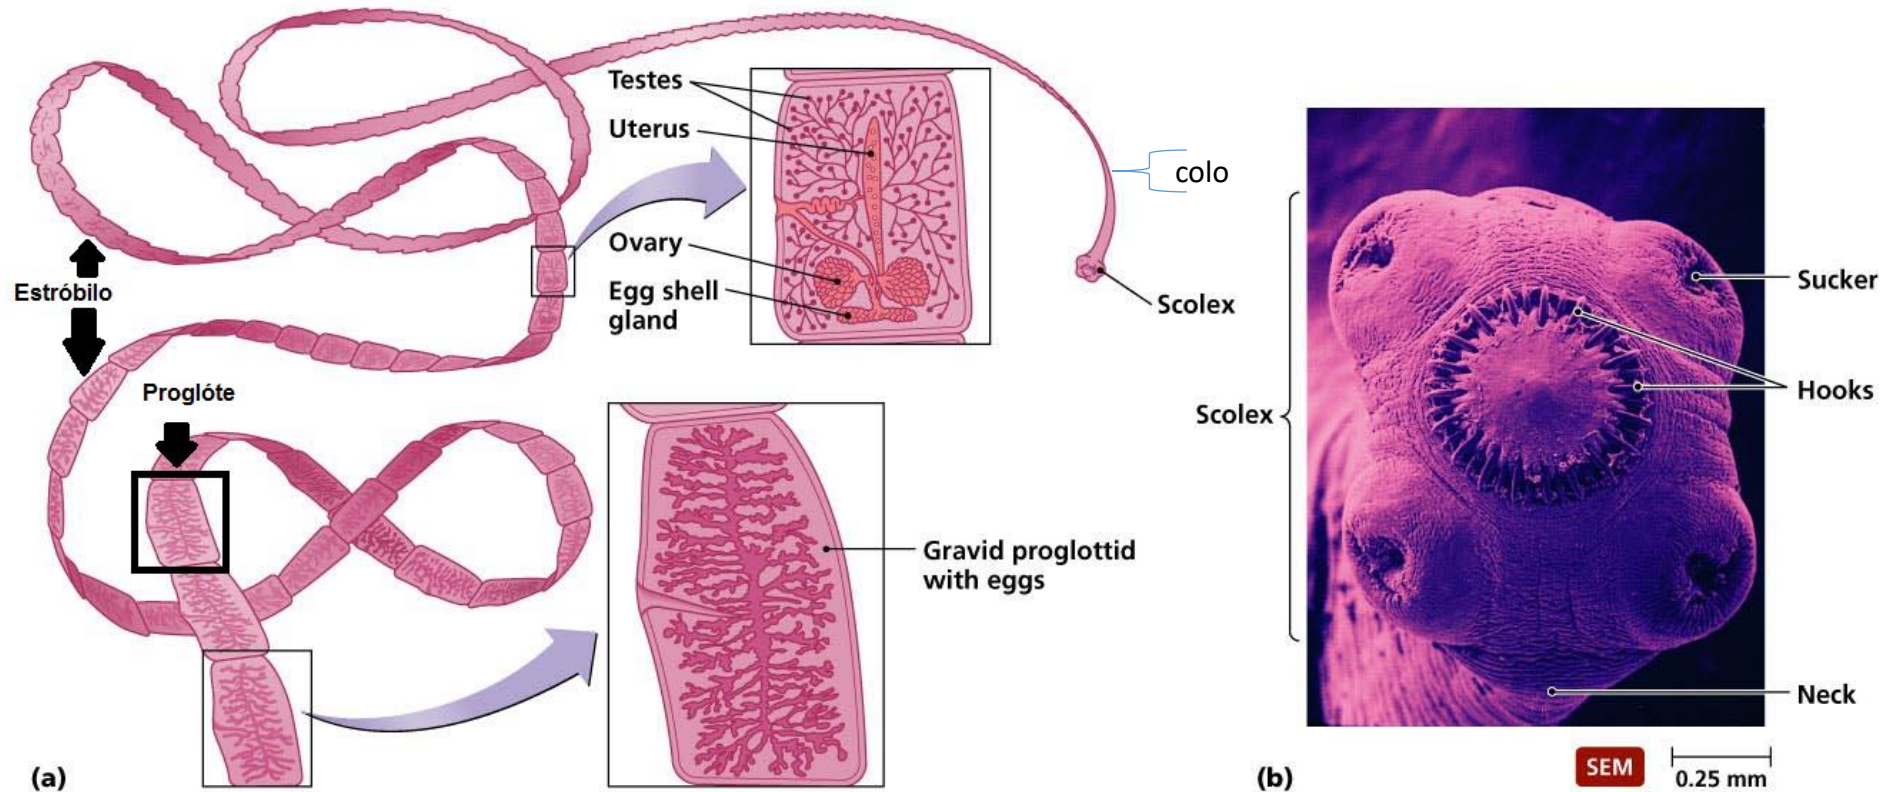 Testes
Uterus
Ovary
Egg shell
gland
colo
Scolex
Estróbilo
Proglóte
Gravid proglottid
with eggs
(a)
Scolex
Sucker
Hooks
Neck
(b)
SEM
0.25 mm